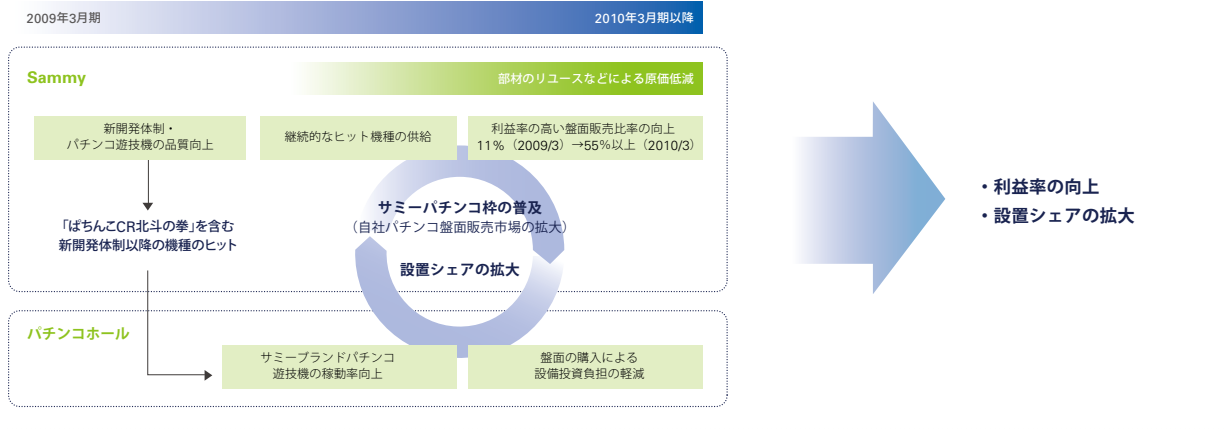 2009年3月期
2010年3月期以降
Sammy
部材のリユースなどによる原価低減
新開発体制・
パチンコ遊技機の品質向上
継続的なヒット機種の供給
利益率の高い盤面販売比率の向上
11%（2009/3）→55%以上（2010/3）
「ぱちんこCR北斗の拳」を含む
新開発体制以降の機種のヒット
サミーパチンコ枠の普及
（自社パチンコ盤面販売市場の拡大）
設置シェアの拡大
パチンコホール
サミーブランドパチンコ
遊技機の稼動率向上
盤面の購入による
設備投資負担の軽減
・利益率の向上
・設置シェアの拡大